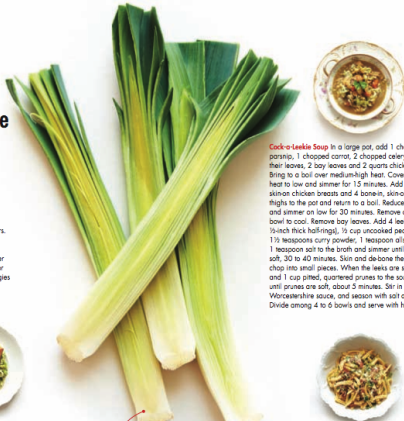 e
rs.
er
er
gies
Cock-a-Leekie Soup In a large pot, add 1 ch
parsnip, 1 chopped carrot, 2 chopped celery
their leaves, 2 bay leaves and 2 quarts chick
Bring to a boil over medium-high heat. Cove
heat to low and simmer for 15 minutes. Add
skin-on chicken breasts and 4 bone-in, skin-o
thighs to the pot and return to a boil. Reduce
and simmer on low for 30 minutes. Remove c
bowl to cool. Remove bay leaves. Add 4 lee
½-inch thick half-rings), ½ cup uncooked pea
1½ teaspoons curry powder, 1 teaspoon alls
1 teaspoon salt to the broth and simmer until
soft, 30 to 40 minutes. Skin and de-bone the
chop into small pieces. When the leeks are s
and 1 cup pitted, quartered prunes to the sou
until prunes are soft, about 5 minutes. Stir in
Worcestershire sauce, and season with salt a
Divide among 4 to 6 bowls and serve with h